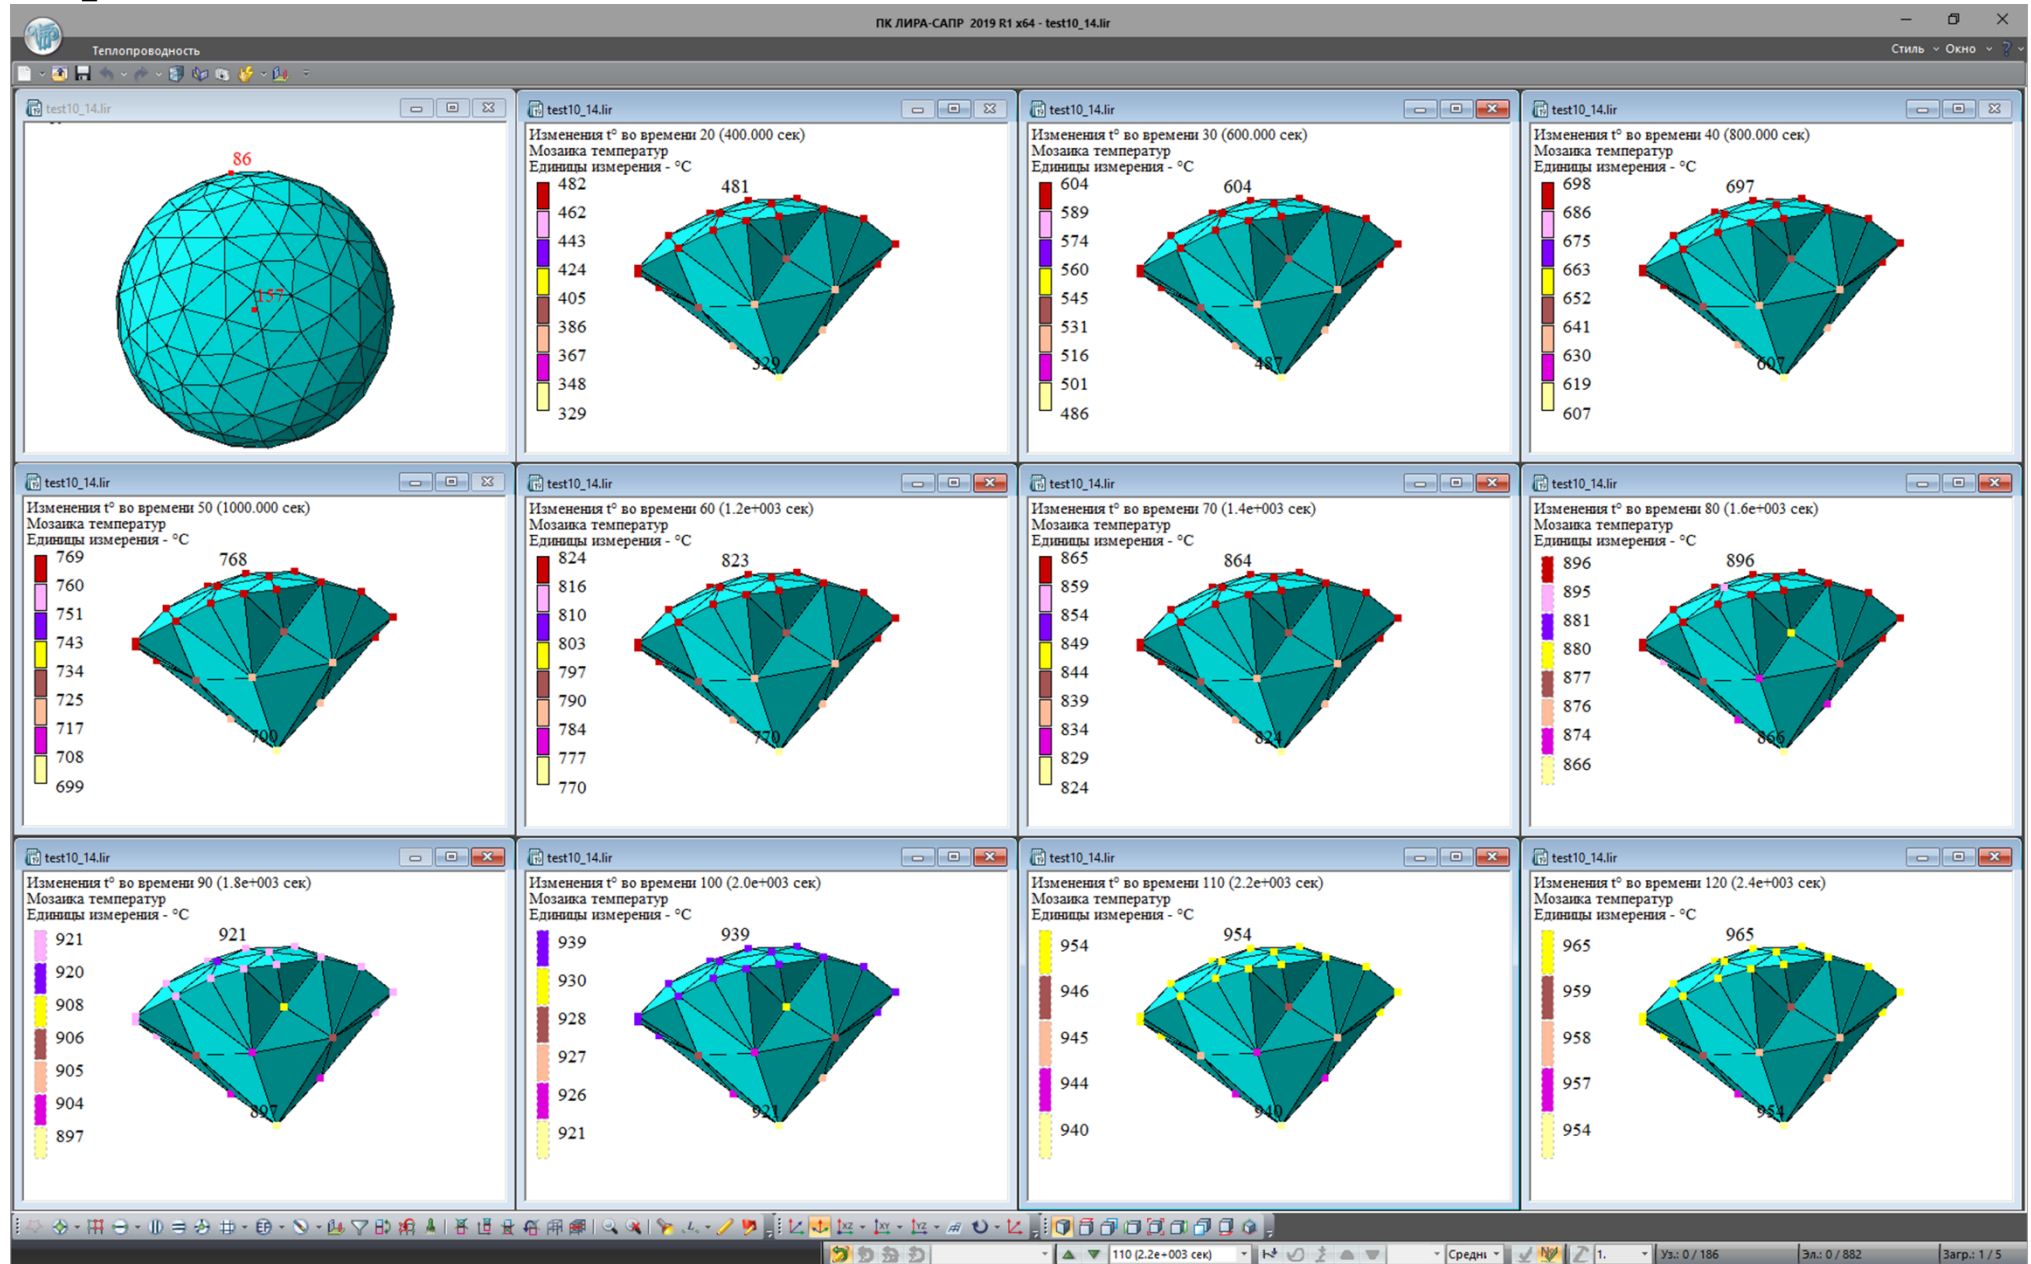 ПК ЛИРА-САПР 2019 R1 x64 - test10_14.lir
Теплопроводность
Стиль Окно
test10_14.lir
86
157
test10_14.lir
Изменения t° во времени 20 (400.000 сек)
Мозаика температур
Единицы измерения - °C
482
481
462
443
424
405
386
367
348
329
329
test10_14.lir
Изменения t° во времени 30 (600.000 сек)
Мозаика температур
Единицы измерения - °C
604
604
589
574
560
545
531
516
487
501
486
test10_14.lir
Изменения t° во времени 40 (800.000 сек)
Мозаика температур
Единицы измерения - °C
698
697
686
675
663
652
641
630
607
619
607
test10_14.lir
Изменения t° во времени 50 (1000.000 сек)
Мозаика температур
Единицы измерения - °C
769
768
760
751
743
734
725
717
700
708
699
test10_14.lir
Изменения t° во времени 60 (1.2e+003 сек)
Мозаика температур
Единицы измерения - °C
824
823
816
810
803
797
790
784
770
777
770
test10_14.lir
Изменения t° во времени 70 (1.4e+003 сек)
Мозаика температур
Единицы измерения - °C
865
864
859
854
849
844
839
834
824
829
824
test10_14.lir
Изменения t° во времени 80 (1.6e+003 сек)
Мозаика температур
Единицы измерения - °C
896
896
895
881
880
877
876
874
866
866
test10_14.lir
Изменения t° во времени 90 (1.8e+003 сек)
Мозаика температур
Единицы измерения - °C
921
921
920
908
906
905
904
897
897
test10_14.lir
Изменения t° во времени 100 (2.0e+003 сек)
Мозаика температур
Единицы измерения - °C
939
939
930
928
927
926
921
921
test10_14.lir
Изменения t° во времени 110 (2.2e+003 сек)
Мозаика температур
Единицы измерения - °C
954
954
946
945
944
940
940
test10_14.lir
Изменения t° во времени 120 (2.4e+003 сек)
Мозаика температур
Единицы измерения - °C
965
965
959
958
957
954
954
110 (2.2e+003 сек) Средн 1. Уз.: 0 / 186 Эл.: 0 / 882 Загр.: 1 / 5